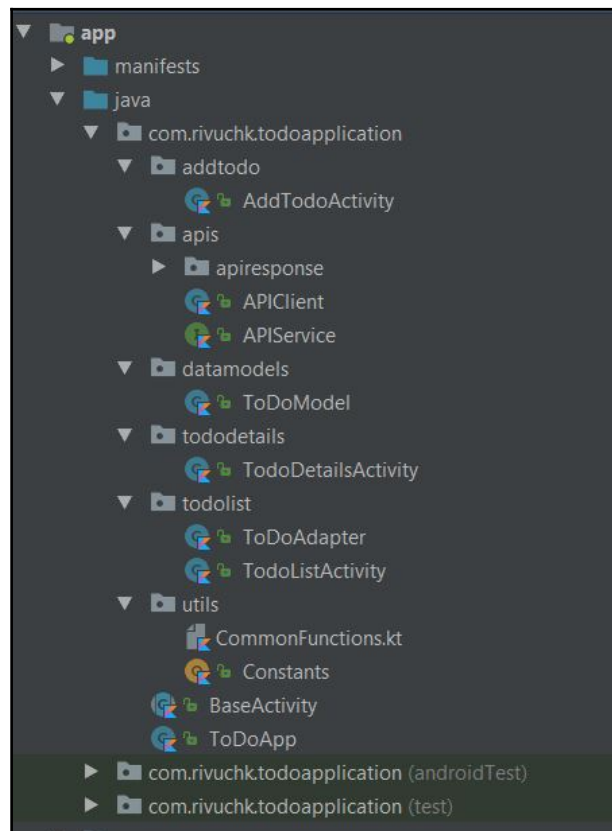 app
manifests
java
com.rivuchk.todoapplication
addtodo
AddTodoActivity
apis
apiresponse
APIClient
APIService
datamodels
ToDoModel
tododetails
TodoDetailsActivity
todolist
ToDoAdapter
TodoListActivity
utils
CommonFunctions.kt
Constants
BaseActivity
ToDoApp
com.rivuchk.todoapplication (androidTest)
com.rivuchk.todoapplication (test)